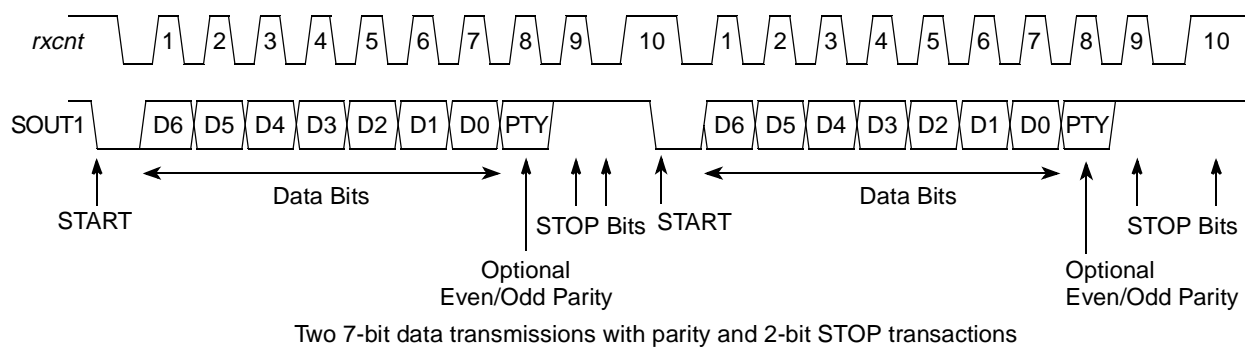 rxcnt 1 2 3 4 5 6 7 8 9 10 1 2 3 4 5 6 7 8 9 10
SOUT1 D6 D5 D4 D3 D2 D1 D0 PTY D6 D5 D4 D3 D2 D1 D0 PTY
Data Bits Data Bits
START STOP Bits START STOP Bits
Optional Optional
Even/Odd Parity Even/Odd Parity
Two 7-bit data transmissions with parity and 2-bit STOP transactions